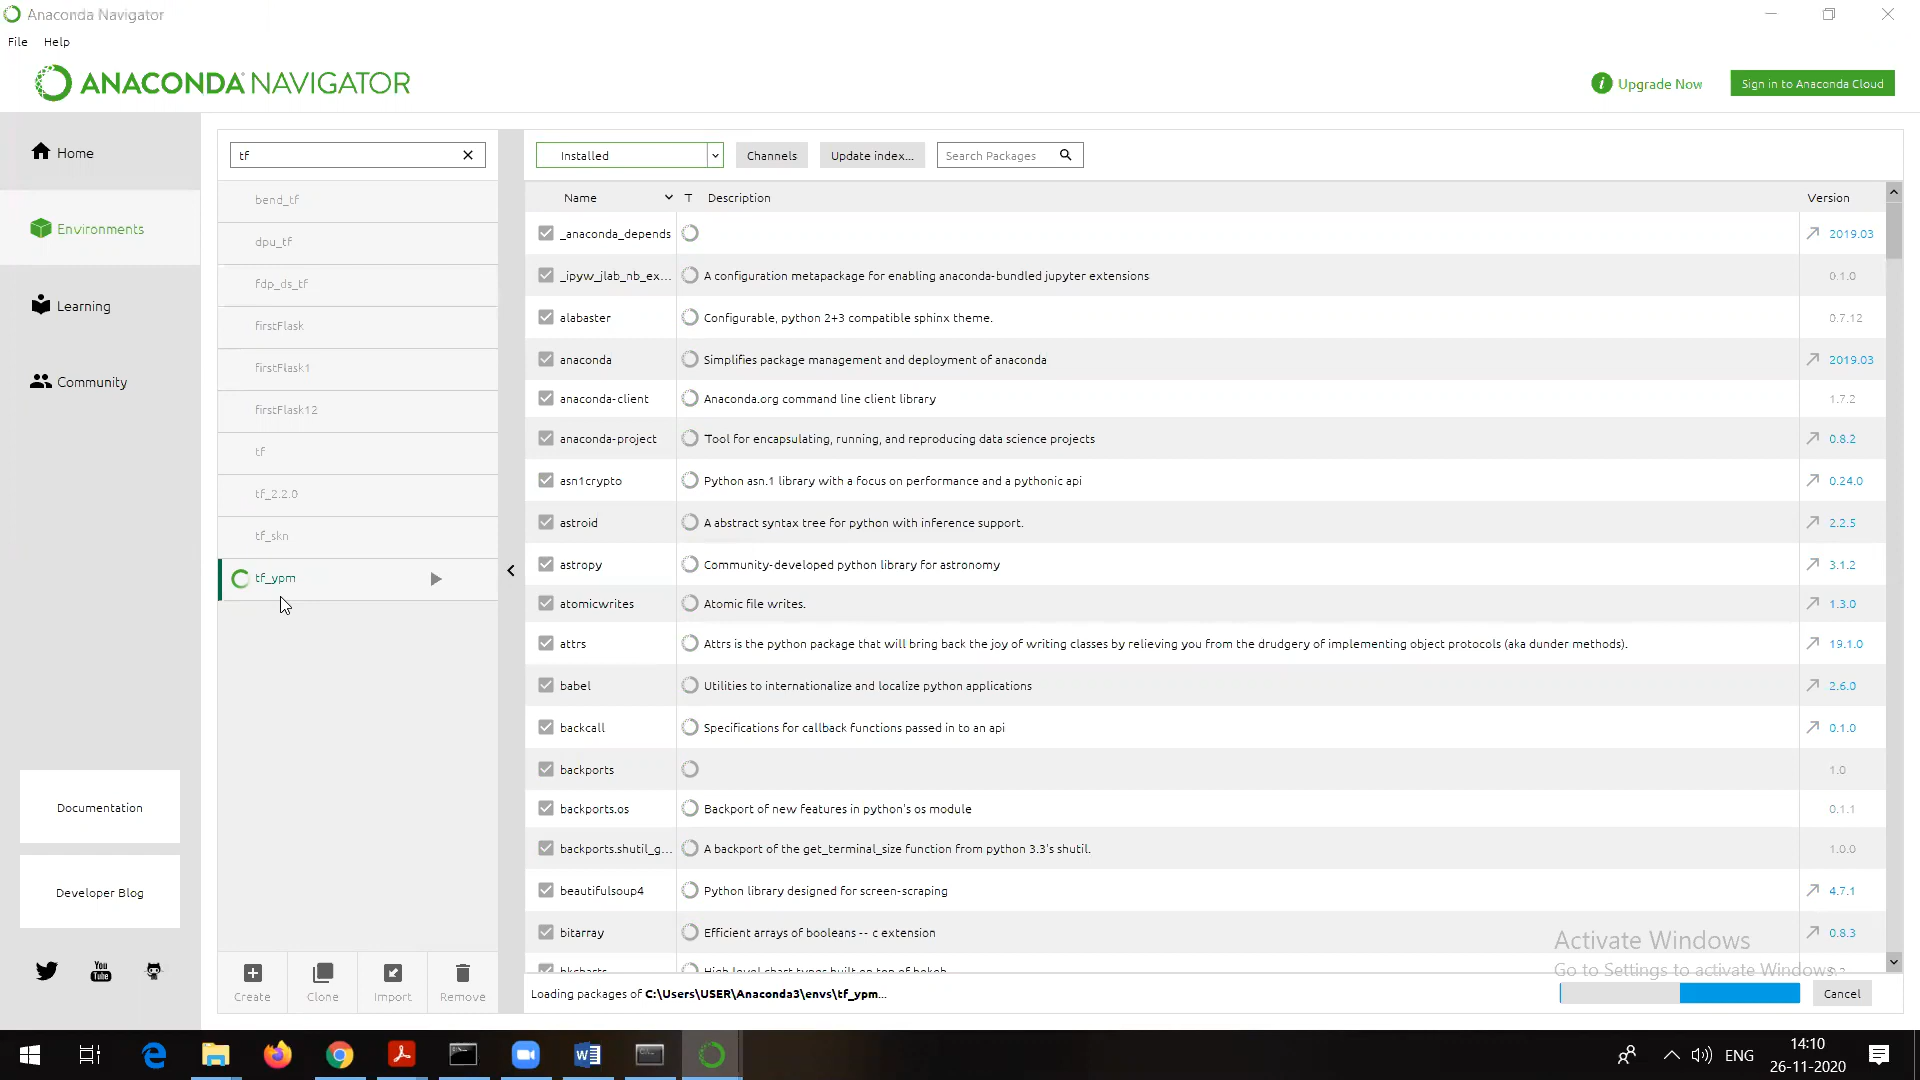 Anaconda Navigator
File Help
ANACONDA NAVIGATOR
Upgrade Now
Sign in to Anaconda Cloud
Home
Environments
Learning
Community
Documentation
Developer Blog
tf
bend_tf
dpu_tf
fdp_ds_tf
firstFlask
firstFlask1
firstFlask12
tf
tf_2.2.0
tf_skn
tf_ypm
Create Clone Import Remove
Installed Channels Update index... Search Packages
Name T Description Version
_anaconda_depends 2019.03
_ipyw_jlab_nb_ex... A configuration metapackage for enabling anaconda-bundled jupyter extensions 0.1.0
alabaster Configurable, python 2+3 compatible sphinx theme. 0.7.12
anaconda Simplifies package management and deployment of anaconda 2019.03
anaconda-client Anaconda.org command line client library 1.7.2
anaconda-project Tool for encapsulating, running, and reproducing data science projects 0.8.2
asn1crypto Python asn.1 library with a focus on performance and a pythonic api 0.24.0
astroid A abstract syntax tree for python with inference support. 2.2.5
astropy Community-developed python library for astronomy 3.1.2
atomicwrites Atomic file writes. 1.3.0
attrs Attrs is the python package that will bring back the joy of writing classes by relieving you from the drudgery of implementing object protocols (aka dunder methods). 19.1.0
babel Utilities to internationalize and localize python applications 2.6.0
backcall Specifications for callback functions passed in to an api 0.1.0
backports 1.0
backports.os Backport of new features in python's os module 0.1.1
backports.shutil_g... A backport of the get_terminal_size function from python 3.3's shutil. 1.0.0
beautifulsoup4 Python library designed for screen-scraping 4.7.1
bitarray Efficient arrays of booleans -- c extension 0.8.3
bkcharts High level chart types built on top of bokeh
Activate Windows
Go to Settings to activate Windows.
Loading packages of C:\Users\USER\Anaconda3\envs\tf_ypm...
Cancel
ENG
14:10
26-11-2020